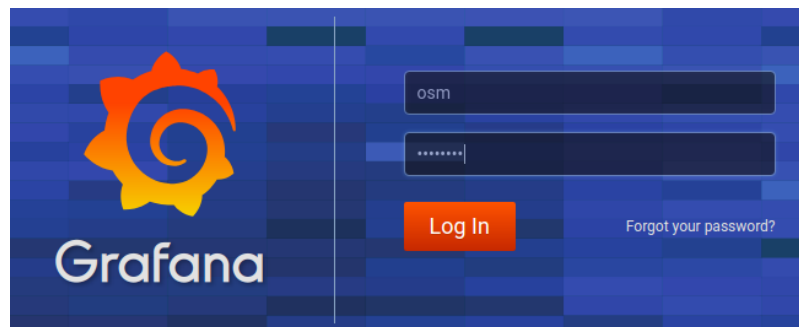 Grafana
osm
••••••••
Log In
Forgot your password?